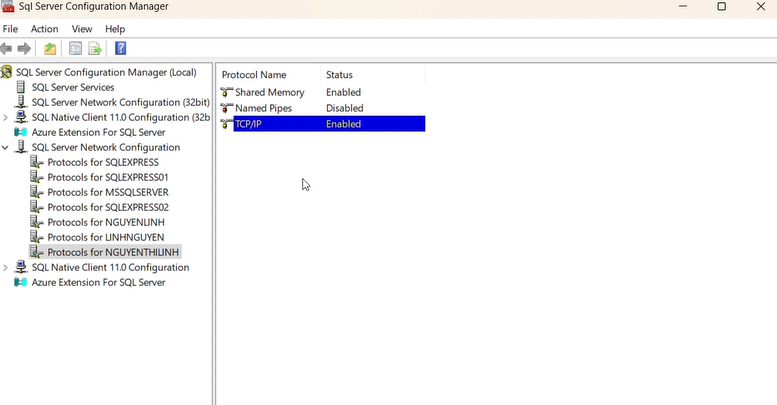 Sql Server Configuration Manager
File Action View Help
SQL Server Configuration Manager (Local)
SQL Server Services
SQL Server Network Configuration (32bit)
SQL Native Client 11.0 Configuration (32b
Azure Extension For SQL Server
SQL Server Network Configuration
Protocols for SQLEXPRESS
Protocols for SQLEXPRESS01
Protocols for MSSQLSERVER
Protocols for SQLEXPRESS02
Protocols for NGUYENLINH
Protocols for LINHNGUYEN
Protocols for NGUYENTHILINH
SQL Native Client 11.0 Configuration
Azure Extension For SQL Server
Protocol Name Status
Shared Memory Enabled
Named Pipes Disabled
TCP/IP Enabled